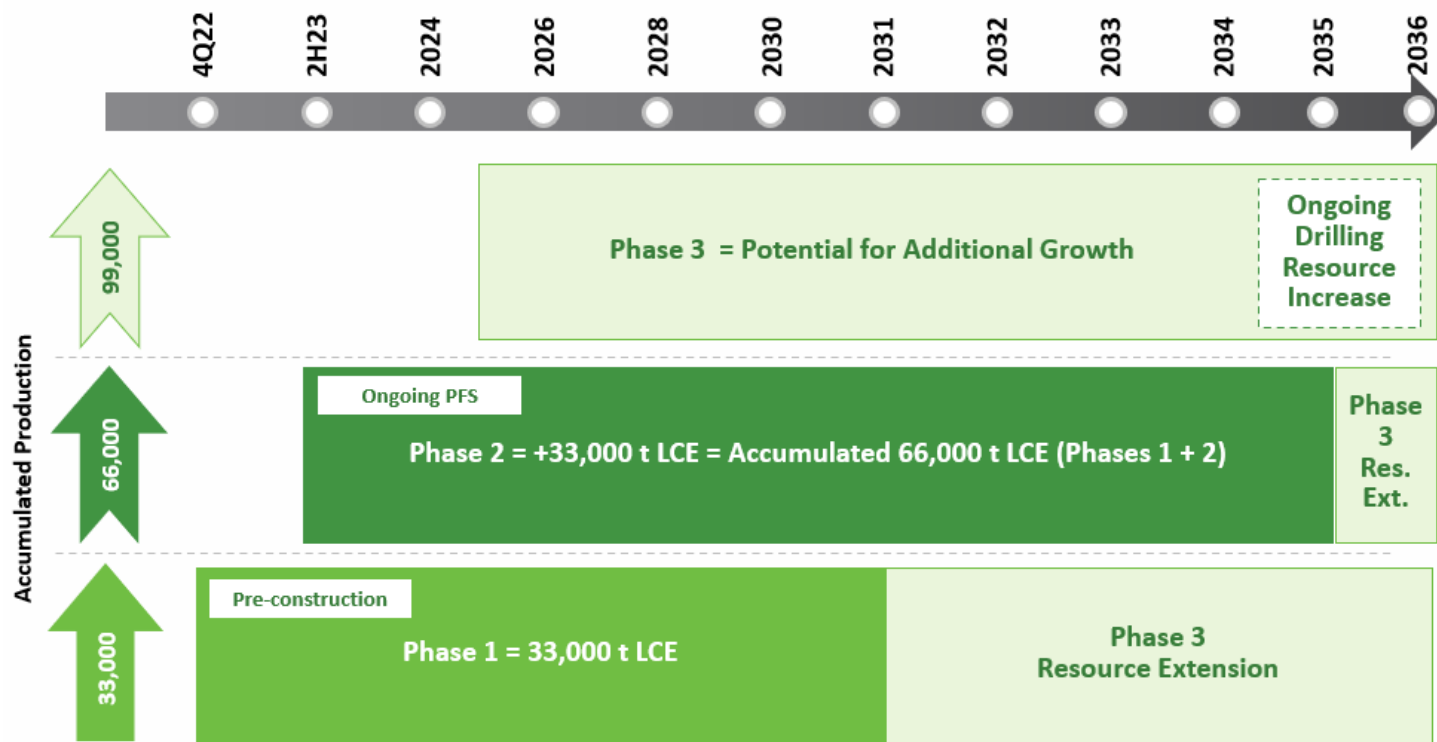 4Q22
2H23
2024
2026
2028
2030
2031
2032
2033
2034
2035
2036
Accumulated Production
99,000
Phase 3 = Potential for Additional Growth
Ongoing
Drilling
Resource
Increase
66,000
Ongoing PFS
Phase 2 = +33,000 t LCE = Accumulated 66,000 t LCE (Phases 1 + 2)
Phase
3
Res.
Ext.
33,000
Pre-construction
Phase 1 = 33,000 t LCE
Phase 3
Resource Extension